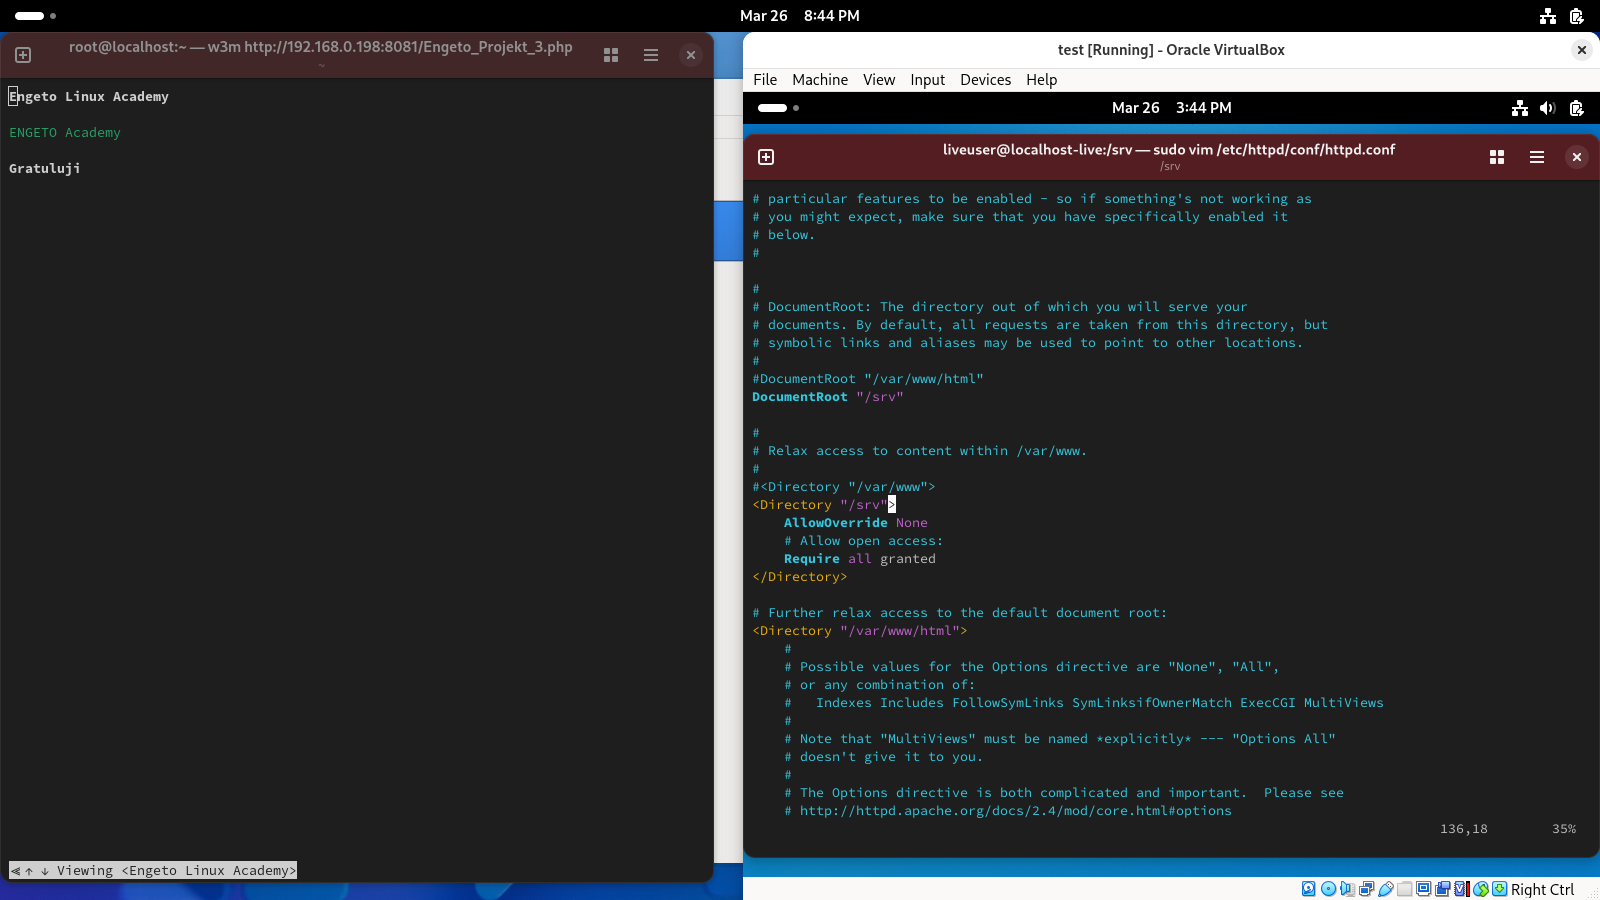 Mar 26 8:44 PM
root@localhost:~ — w3m http://192.168.0.198:8081/Engeto_Projekt_3.php
~
Engeto Linux Academy
ENGETO Academy
Gratuluji
Viewing <Engeto Linux Academy>
test [Running] - Oracle VirtualBox
File Machine View Input Devices Help
Mar 26 3:44 PM
liveuser@localhost-live:/srv — sudo vim /etc/httpd/conf/httpd.conf
/srv
# particular features to be enabled - so if something's not working as
# you might expect, make sure that you have specifically enabled it
# below.
#
#
# DocumentRoot: The directory out of which you will serve your
# documents. By default, all requests are taken from this directory, but
# symbolic links and aliases may be used to point to other locations.
#
#DocumentRoot "/var/www/html"
DocumentRoot "/srv"
#
# Relax access to content within /var/www.
#
#<Directory "/var/www">
<Directory "/srv">
AllowOverride None
# Allow open access:
Require all granted
</Directory>
# Further relax access to the default document root:
<Directory "/var/www/html">
#
# Possible values for the Options directive are "None", "All",
# or any combination of:
#   Indexes Includes FollowSymLinks SymLinksifOwnerMatch ExecCGI MultiViews
#
# Note that "MultiViews" must be named *explicitly* --- "Options All"
# doesn't give it to you.
#
# The Options directive is both complicated and important.  Please see
# http://httpd.apache.org/docs/2.4/mod/core.html#options
136,18 35%
Right Ctrl